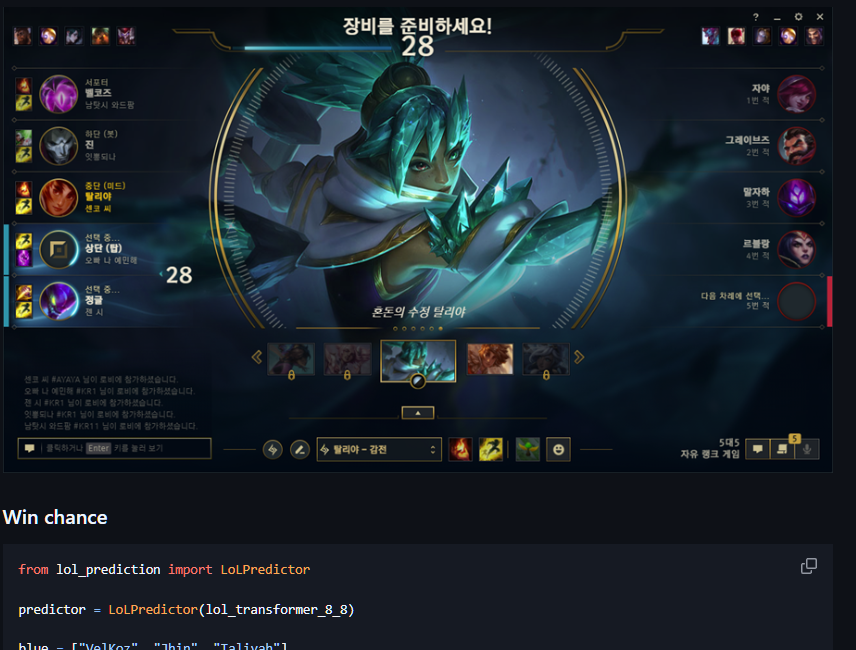 장비를 준비하세요!
28
서포터
벨코즈
남탓시 와드팜
자야
1번 픽
하단 (봇)
진
잇뽕되나
그레이브즈
2번 픽
중단 (미드)
탈리야
젠코 씨
말자하
3번 픽
선택 중...
상단 (탑)
오빠 나 예민해
28
르블랑
4번 픽
선택 중...
정글
잰 시
다음 차례에 선택...
5번 픽
혼돈의 수정 탈리야
젠코 씨 #AYAYA 님이 로비에 참가하셨습니다.
오빠 나 예민해 #KR1 님이 로비에 참가하셨습니다.
잰 시 #KR1 님이 로비에 참가하셨습니다.
잇뽕되나 #KR1 님이 로비에 참가하셨습니다.
남탓시 와드팜 #KR11 님이 로비에 참가하셨습니다.
클릭하거나 Enter 키를 눌러 보기
탈리야 - 감전
5대5
자유 랭크 게임
5
Win chance
from lol_prediction import LoLPredictor
predictor = LoLPredictor(lol_transformer_8_8)
blue = ["VelKoz", "Jhin", "Taliyah"]